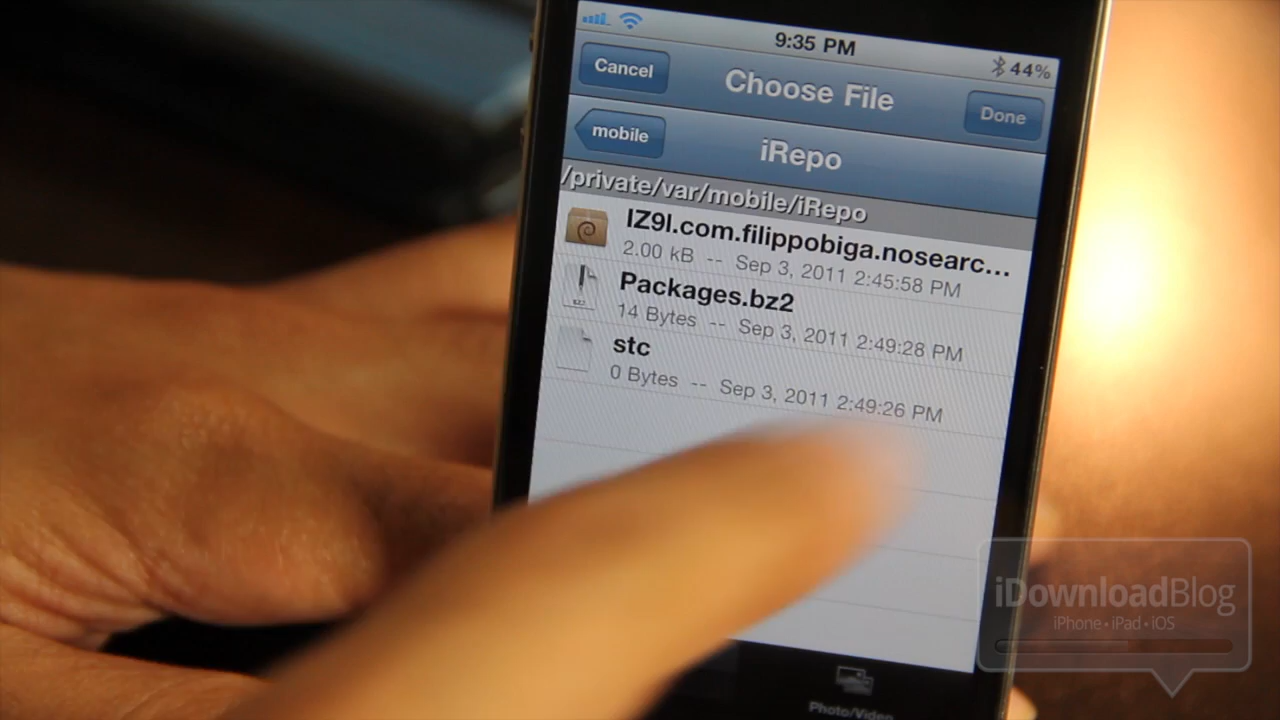 9:35 PM
44%
Cancel
Choose File
Done
mobile
iRepo
/private/var/mobile/iRepo
IZ9I.com.filippobiga.nosearc...
2.00 kB -- Sep 3, 2011 2:45:58 PM
Packages.bz2
BZ2
14 Bytes -- Sep 3, 2011 2:49:28 PM
stc
0 Bytes -- Sep 3, 2011 2:49:26 PM
Photo/Video
iDownloadBlog
iPhone • iPad • iOS